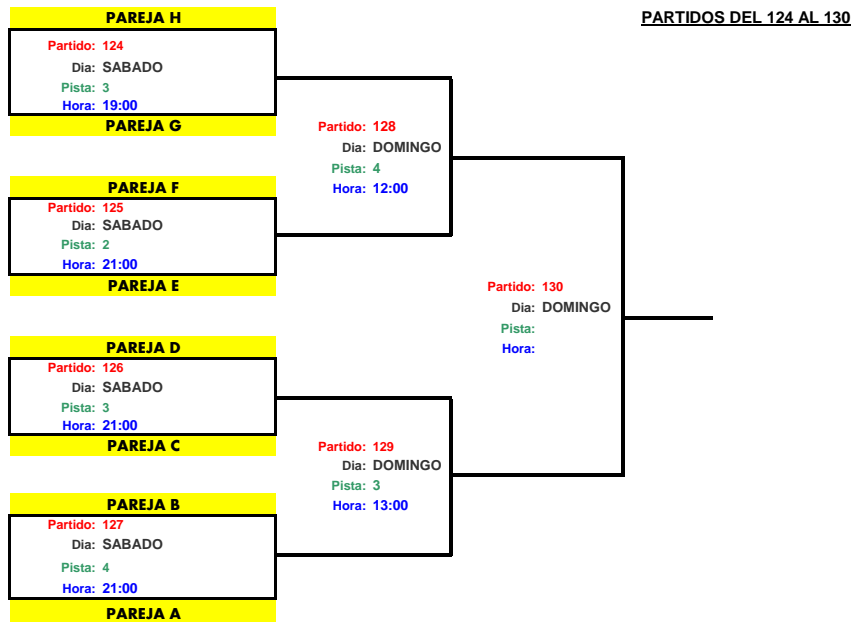 PAREJA H
PARTIDOS DEL 124 AL 130
Partido: 124
Dia: SABADO
Pista: 3
Hora: 19:00
PAREJA G
Partido: 128
Dia: DOMINGO
Pista: 4
Hora: 12:00
PAREJA F
Partido: 125
Dia: SABADO
Pista: 2
Hora: 21:00
PAREJA E
Partido: 130
Dia: DOMINGO
Pista:
Hora:
PAREJA D
Partido: 126
Dia: SABADO
Pista: 3
Hora: 21:00
PAREJA C
Partido: 129
Dia: DOMINGO
Pista: 3
Hora: 13:00
PAREJA B
Partido: 127
Dia: SABADO
Pista: 4
Hora: 21:00
PAREJA A